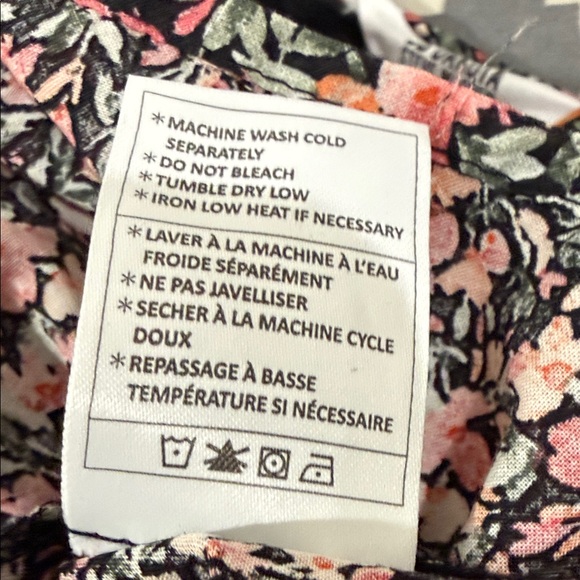 *MACHINE WASH COLD
SEPARATELY
*DO NOT BLEACH
*TUMBLE DRY LOW
*IRON LOW HEAT IF NECESSARY
*LAVER À LA MACHINE À L'EAU
FROIDE SÉPARÉMENT
*NE PAS JAVELLISER
*SECHER À LA MACHINE CYCLE
DOUX
*REPASSAGE À BASSE
TEMPÉRATURE SI NÉCESSAIRE